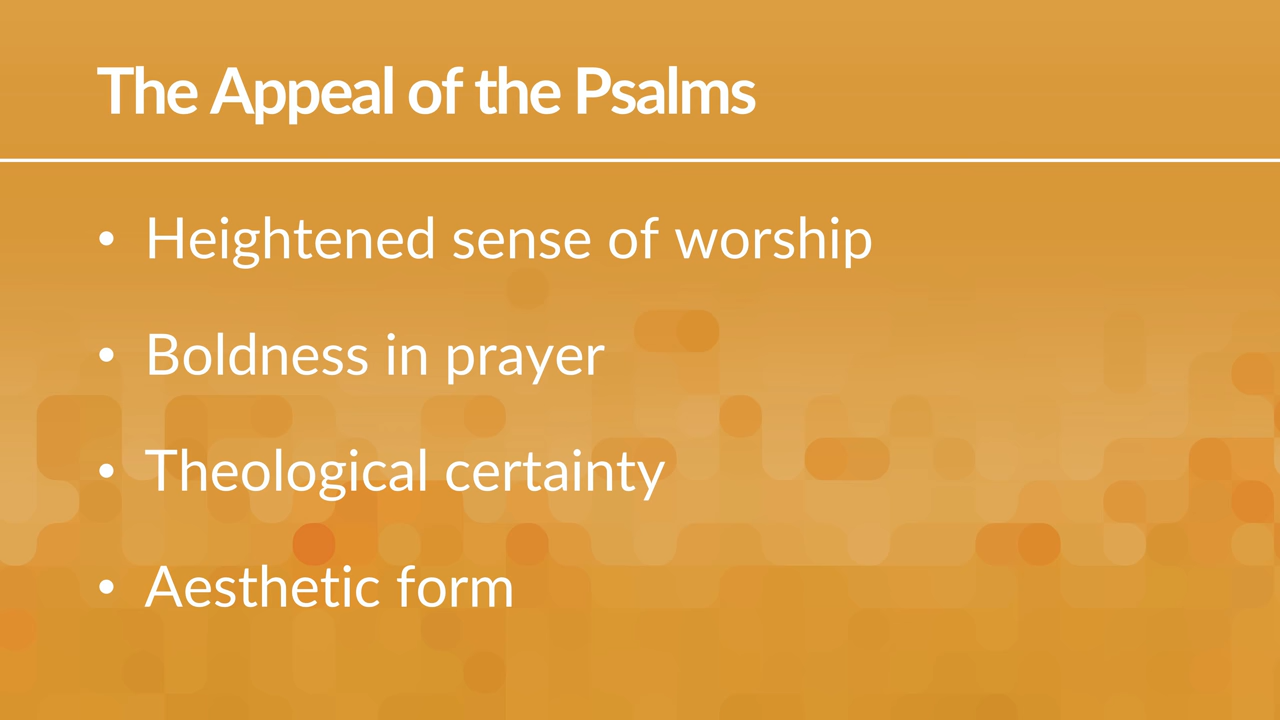 The Appeal of the Psalms
• Heightened sense of worship
• Boldness in prayer
• Theological certainty
• Aesthetic form